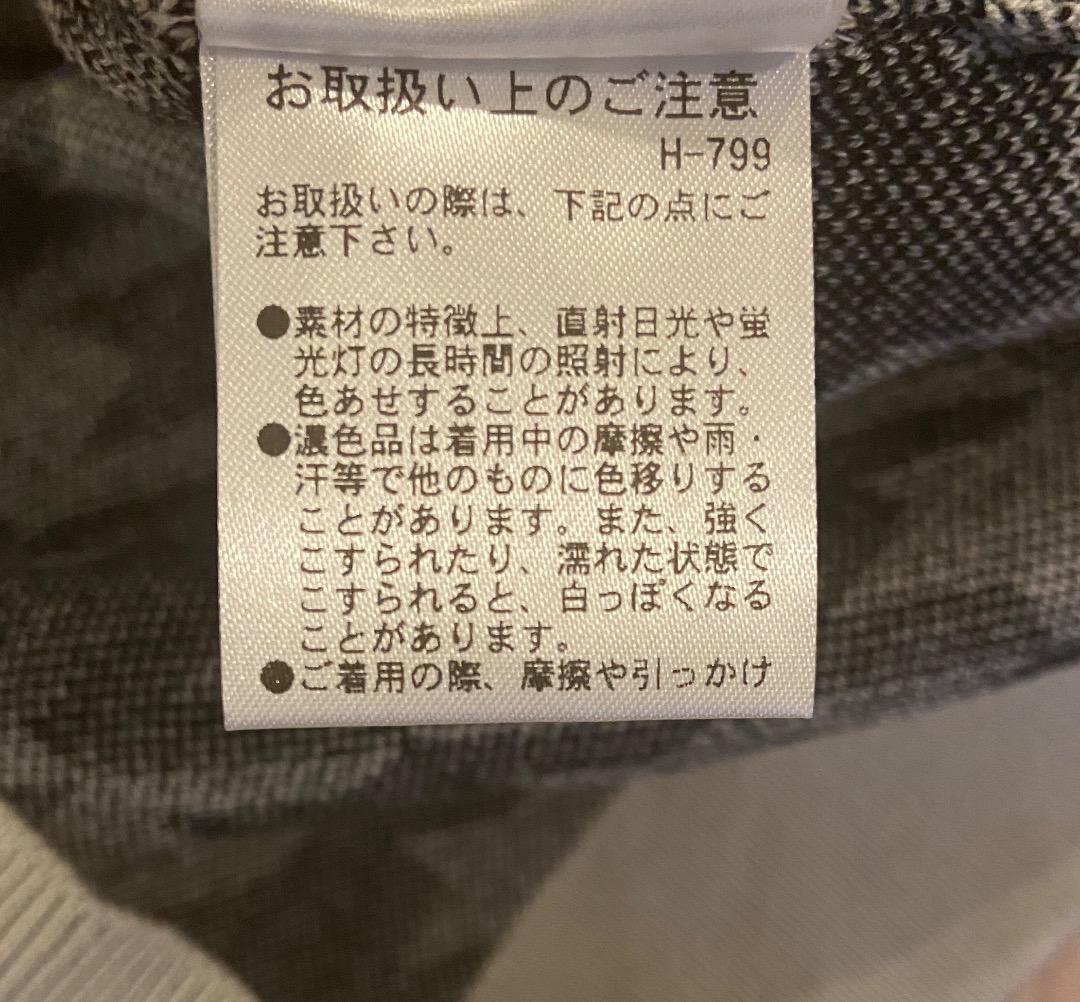 お取扱い上のご注意
H-799
お取扱いの際は、下記の点にご
注意下さい。
●素材の特徴上、直射日光や蛍
光灯の長時間の照射により、
色あせすることがあります。
●濃色品は着用中の摩擦や雨・
汗等で他のものに色移りする
ことがあります。また、強く
こすられたり、濡れた状態で
こすられると、白っぽくなる
ことがあります。
●ご着用の際、摩擦や引っかけ